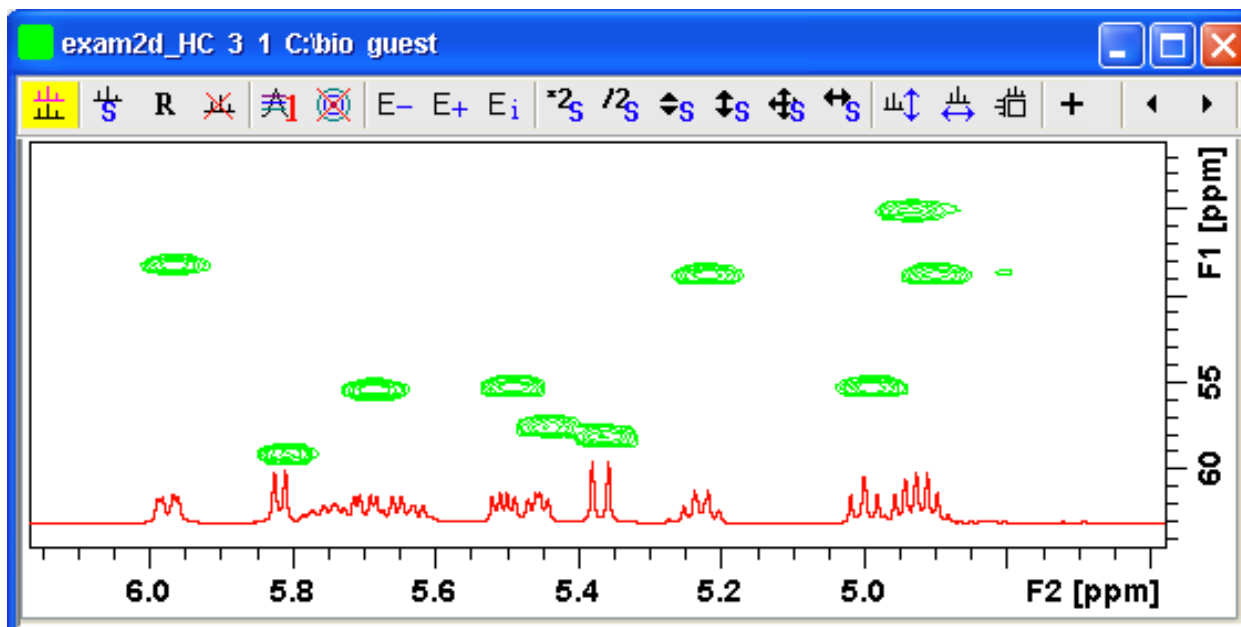 exam2d_HC 3 1 C:\bio guest
S R 1 E- E+ Ei *2S /2S S S S S +
F1 [ppm]
55
60
6.0 5.8 5.6 5.4 5.2 5.0 F2 [ppm]